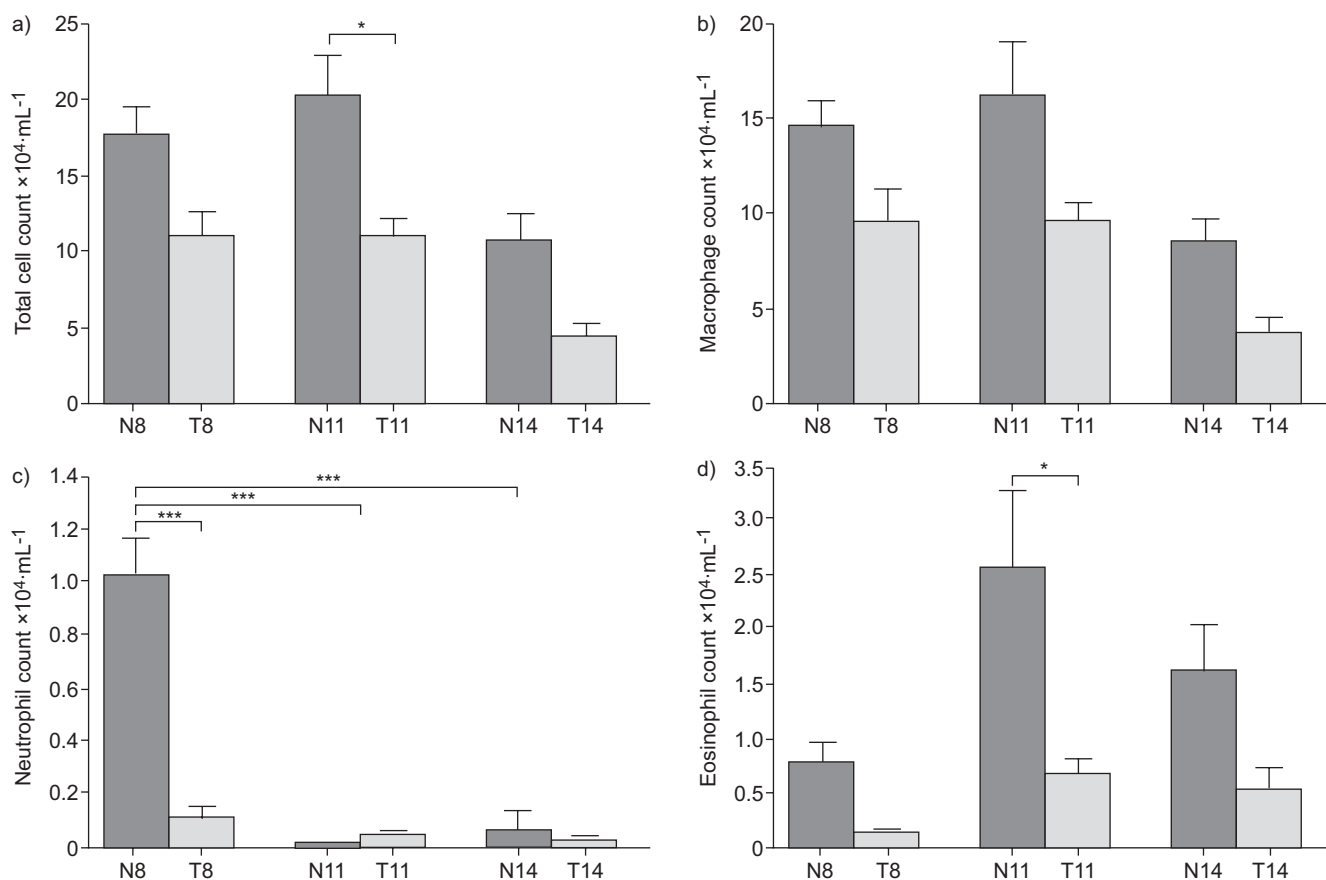 a)
Total cell count ×10⁴·mL⁻¹
25
20
15
10
5
0
*
N8 T8 N11 T11 N14 T14
b)
Macrophage count ×10⁴·mL⁻¹
20
15
10
5
0
N8 T8 N11 T11 N14 T14
c)
Neutrophil count ×10⁴·mL⁻¹
1.4
1.2
1.0
0.8
0.6
0.4
0.2
0
***
***
***
N8 T8 N11 T11 N14 T14
d)
Eosinophil count ×10⁴·mL⁻¹
3.5
3.0
2.5
2.0
1.5
1.0
0.5
0
*
N8 T8 N11 T11 N14 T14